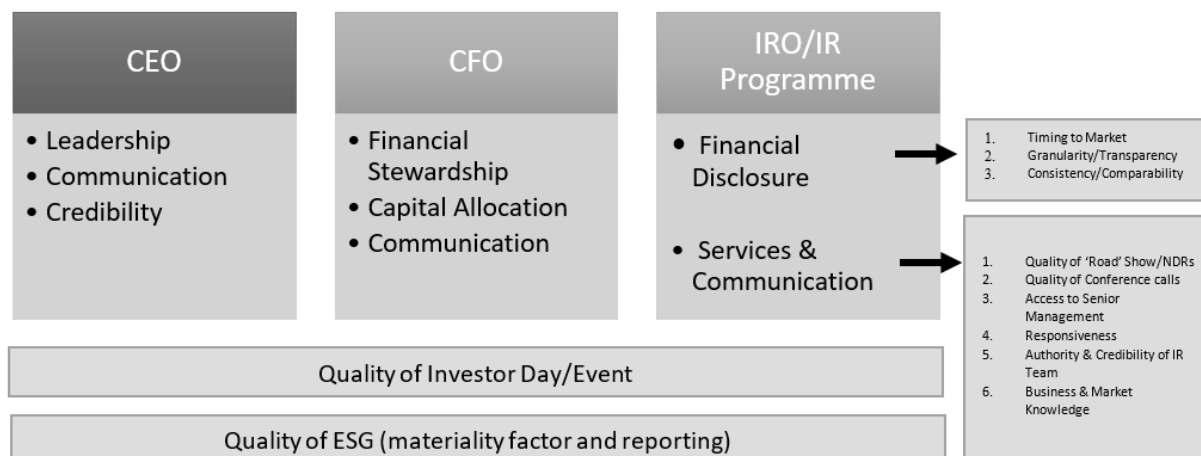 CEO
• Leadership
• Communication
• Credibility
CFO
• Financial
Stewardship
• Capital Allocation
• Communication
IRO/IR
Programme
• Financial
Disclosure
• Services &
Communication
1. Timing to Market
2. Granularity/Transparency
3. Consistency/Comparability
1. Quality of ‘Road’ Show/NDRs
2. Quality of Conference calls
3. Access to Senior
Management
4. Responsiveness
5. Authority & Credibility of IR
Team
6. Business & Market
Knowledge
Quality of Investor Day/Event
Quality of ESG (materiality factor and reporting)